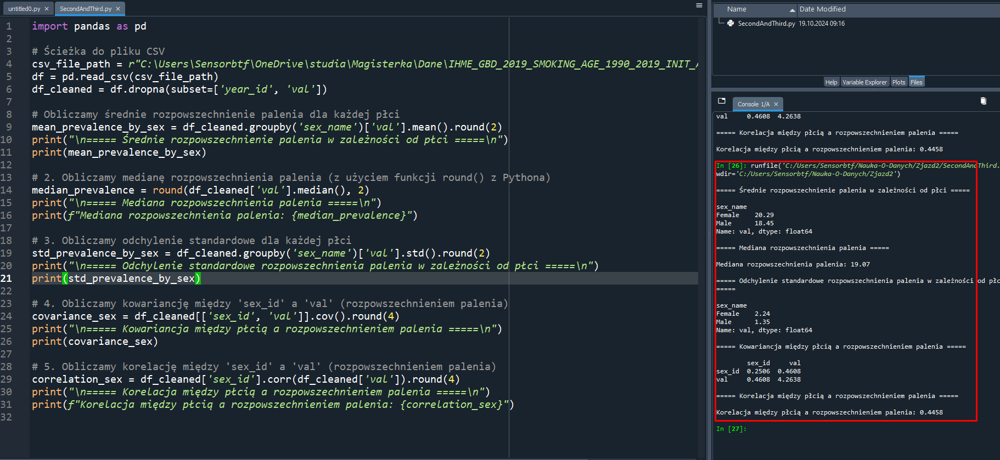 untitled0.py
SecondAndThird.py
1 import pandas as pd
2
3 # Ścieżka do pliku CSV
4 csv_file_path = r"C:\Users\Sensorbtf\OneDrive\studia\Magisterka\Dane\IHME_GBD_2019_SMOKING_AGE_1990_2019_INIT_A
5 df = pd.read_csv(csv_file_path)
6 df_cleaned = df.dropna(subset=['year_id', 'val'])
7
8 # Obliczamy średnie rozpowszechnienie palenia dla każdej płci
9 mean_prevalence_by_sex = df_cleaned.groupby('sex_name')['val'].mean().round(2)
10 print("\n===== Średnie rozpowszechnienie palenia w zależności od płci =====\n")
11 print(mean_prevalence_by_sex)
12
13 # 2. Obliczamy medianę rozpowszechnienia palenia (z użyciem funkcji round() z Pythona)
14 median_prevalence = round(df_cleaned['val'].median(), 2)
15 print("\n===== Mediana rozpowszechnienia palenia =====\n")
16 print(f"Mediana rozpowszechnienia palenia: {median_prevalence}")
17
18 # 3. Obliczamy odchylenie standardowe dla każdej płci
19 std_prevalence_by_sex = df_cleaned.groupby('sex_name')['val'].std().round(2)
20 print("\n===== Odchylenie standardowe rozpowszechnienia palenia w zależności od płci =====\n")
21 print(std_prevalence_by_sex)
22
23 # 4. Obliczamy kowariancję między 'sex_id' a 'val' (rozpowszechnieniem palenia)
24 covariance_sex = df_cleaned[['sex_id', 'val']].cov().round(4)
25 print("\n===== Kowariancja między płcią a rozpowszechnieniem palenia =====\n")
26 print(covariance_sex)
27
28 # 5. Obliczamy korelację między 'sex_id' a 'val' (rozpowszechnieniem palenia)
29 correlation_sex = df_cleaned['sex_id'].corr(df_cleaned['val']).round(4)
30 print("\n===== Korelacja między płcią a rozpowszechnieniem palenia =====\n")
31 print(f"Korelacja między płcią a rozpowszechnieniem palenia: {correlation_sex}")
32
Name Date Modified
SecondAndThird.py 19.10.2024 09:16
Help Variable Explorer Plots Files
Console 1/A
val 0.4608 4.2638
===== Korelacja między płcią a rozpowszechnieniem palenia =====
Korelacja między płcią a rozpowszechnieniem palenia: 0.4458
In [26]: runfile('C:/Users/Sensorbtf/Nauka-O-Danych/Zjazd2/SecondAndThird.
wdir='C:/Users/Sensorbtf/Nauka-O-Danych/Zjazd2')
===== Średnie rozpowszechnienie palenia w zależności od płci =====
sex_name
Female 20.29
Male 18.45
Name: val, dtype: float64
===== Mediana rozpowszechnienia palenia =====
Mediana rozpowszechnienia palenia: 19.07
===== Odchylenie standardowe rozpowszechnienia palenia w zależności od płc
=====
sex_name
Female 2.24
Male 1.35
Name: val, dtype: float64
===== Kowariancja między płcią a rozpowszechnieniem palenia =====
sex_id val
sex_id 0.2506 0.4608
val 0.4608 4.2638
===== Korelacja między płcią a rozpowszechnieniem palenia =====
Korelacja między płcią a rozpowszechnieniem palenia: 0.4458
In [27]: